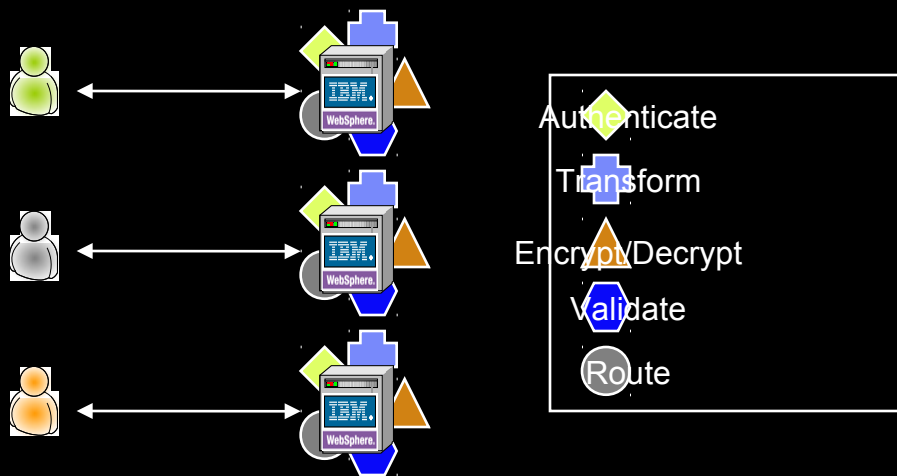 IBM.
WebSphere.
IBM.
WebSphere.
IBM.
WebSphere.
Authenticate
Transform
Encrypt/Decrypt
Validate
Route